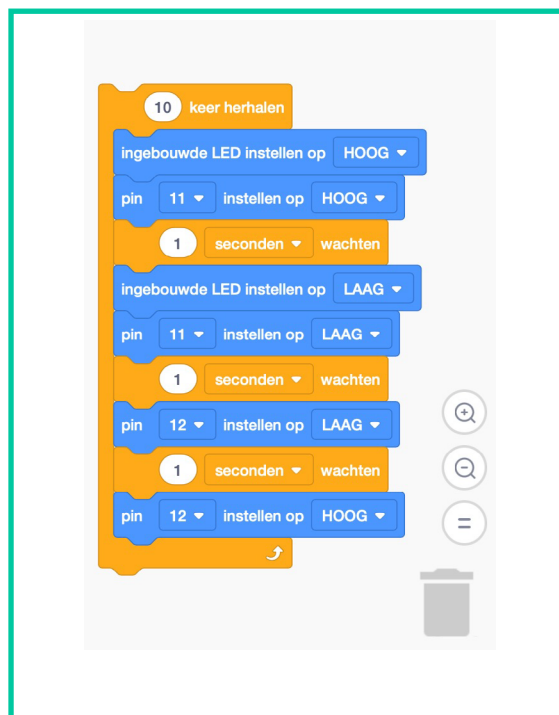 10 keer herhalen
ingebouwde LED instellen op HOOG
pin 11 instellen op HOOG
1 seconden wachten
ingebouwde LED instellen op LAAG
pin 11 instellen op LAAG
1 seconden wachten
pin 12 instellen op LAAG
1 seconden wachten
pin 12 instellen op HOOG